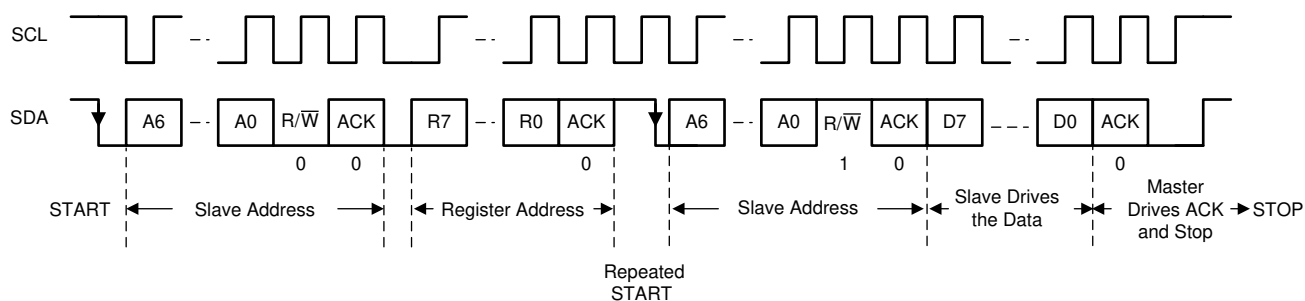 SCL
SDA A6 A0 R/W̅ ACK R7 R0 ACK A6 A0 R/W̅ ACK D7 D0 ACK
0 0 0 1 0 0
START Slave Address Register Address Slave Address Slave Drives the Data Master Drives ACK and Stop STOP
Repeated
START